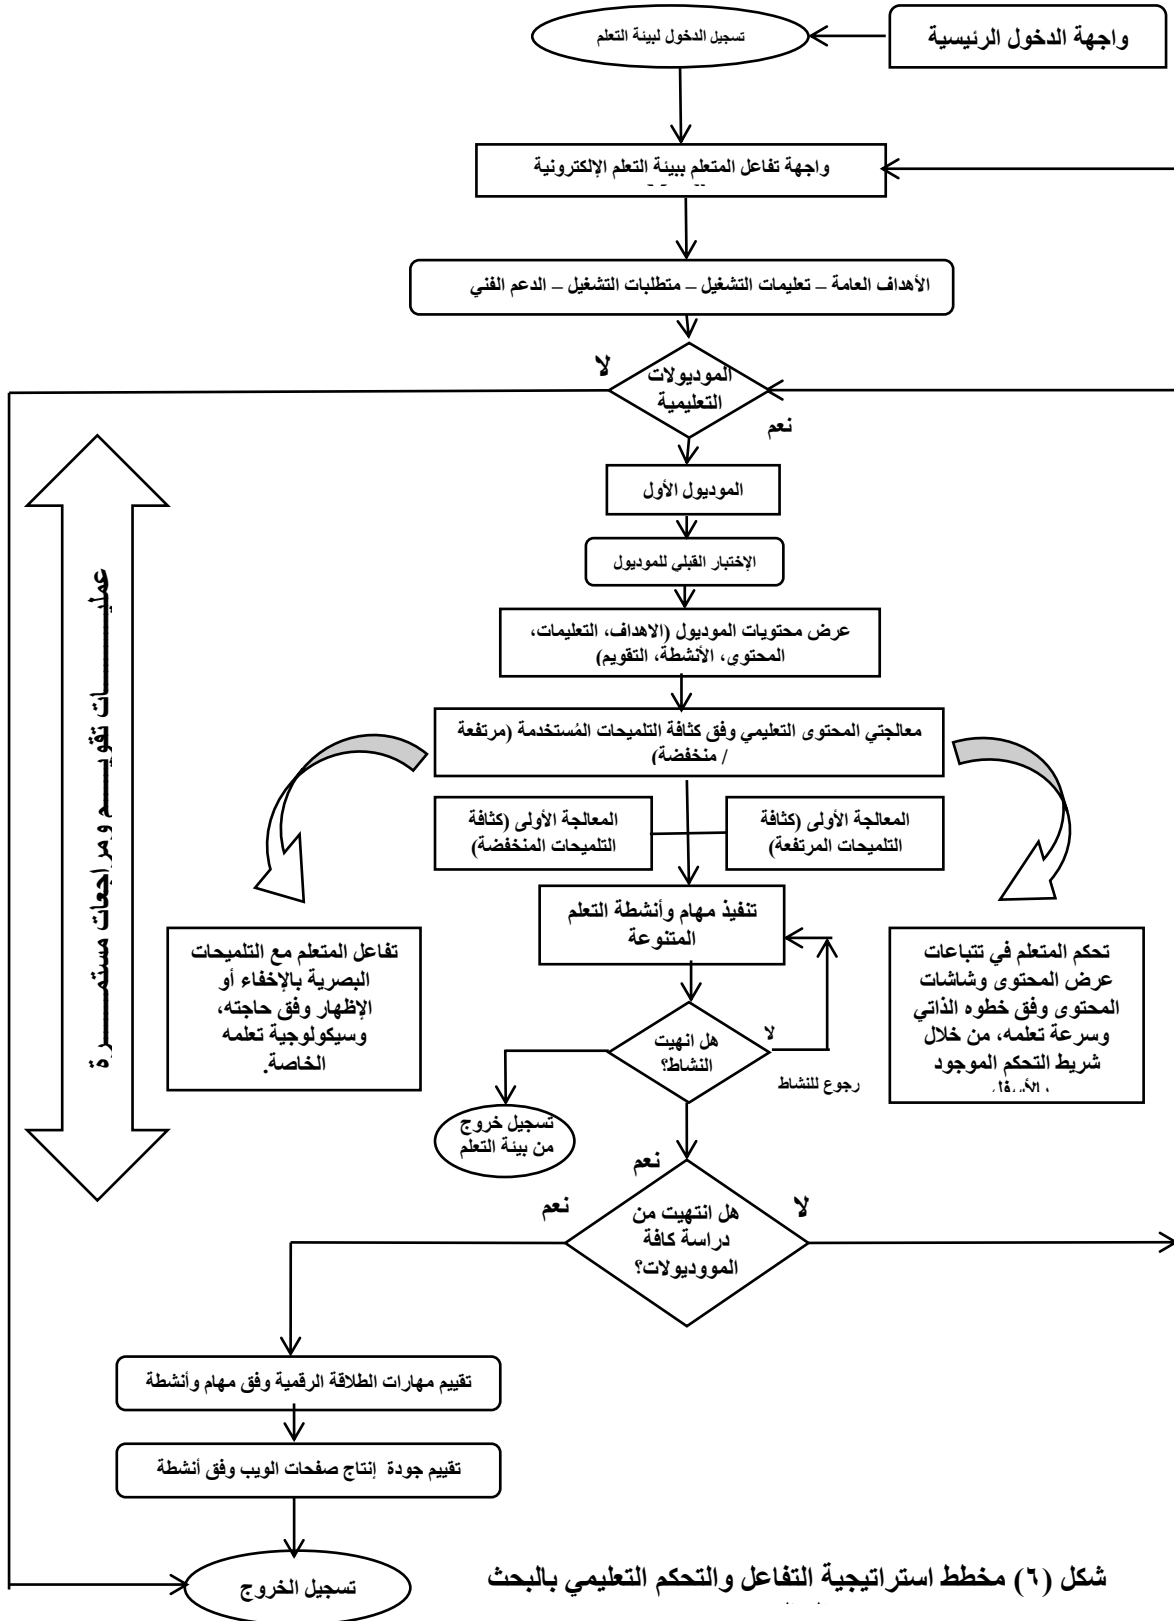 واجهة الدخول الرئيسية
تسجيل الدخول لبيئة التعلم
واجهة تفاعل المتعلم ببيئة التعلم الإلكترونية
الأهداف العامة – تعليمات التشغيل – متطلبات التشغيل – الدعم الفني
لا
الموديولات
التعليمية
نعم
الموديول الأول
الإختبار القبلي للموديول
عرض محتويات الموديول (الاهداف، التعليمات،
المحتوى، الأنشطة، التقويم)
معالجتي المحتوى التعليمي وفق كثافة التلميحات المُستخدمة (مرتفعة
/ منخفضة)
المعالجة الأولى (كثافة
التلميحات المرتفعة)
المعالجة الأولى (كثافة
التلميحات المنخفضة)
تنفيذ مهام وأنشطة التعلم
المتنوعة
تحكم المتعلم في تتباعات
عرض المحتوى وشاشات
المحتوى وفق خطوه الذاتي
وسرعة تعلمه، من خلال
شريط التحكم الموجود
بالأسفل
تفاعل المتعلم مع التلميحات
البصرية بالإخفاء أو
الإظهار وفق حاجته،
وسيكولوجية تعلمه
الخاصة.
عمليـــات تقويـــم ومراجعات مستمـــرة
هل انهيت
النشاط؟
لا
رجوع للنشاط
تسجيل خروج
من بيئة التعلم
نعم
هل انتهيت من
دراسة كافة
المووديولات؟
لا
نعم
تقييم مهارات الطلاقة الرقمية وفق مهام وأنشطة
تقييم جودة إنتاج صفحات الويب وفق أنشطة
تسجيل الخروج
شكل (٦) مخطط استراتيجية التفاعل والتحكم التعليمي بالبحث